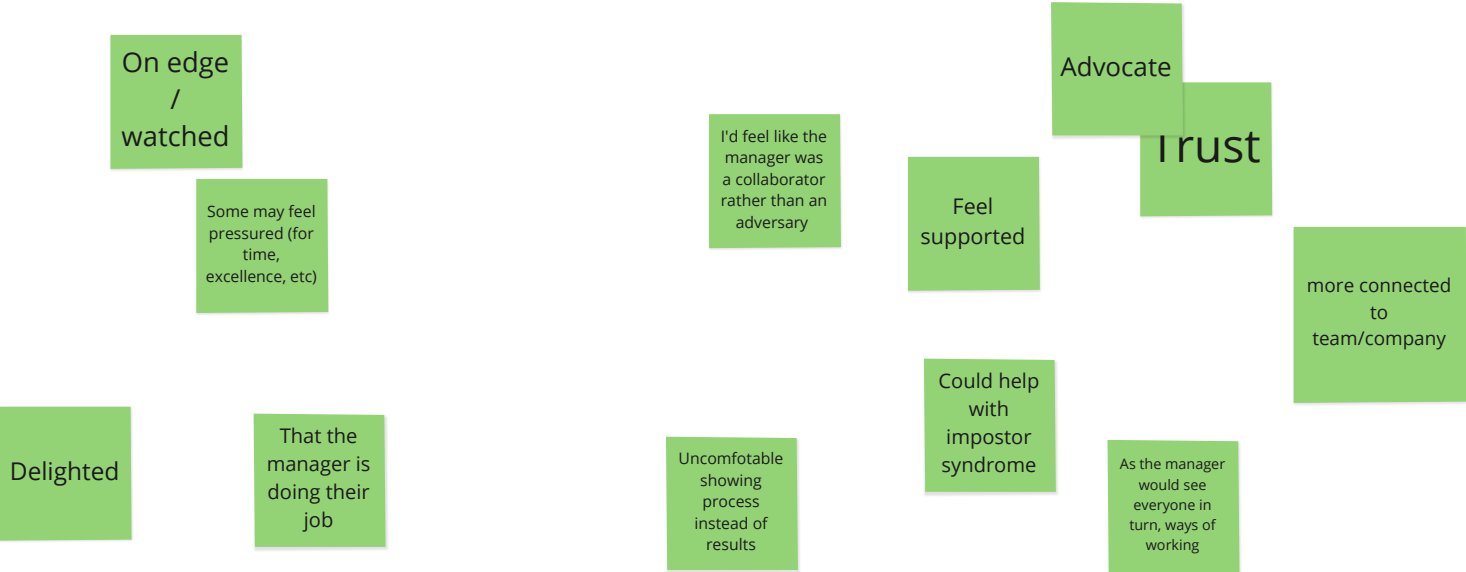 On edge
/
watched
Some may feel
pressured (for
time,
excellence, etc)
I'd feel like the
manager was
a collaborator
rather than an
adversary
Feel
supported
Advocate
Trust
more connected
to
team/company
Delighted
That the
manager is
doing their
job
Uncomfotable
showing
process
instead of
results
Could help
with
impostor
syndrome
As the manager
would see
everyone in
turn, ways of
working